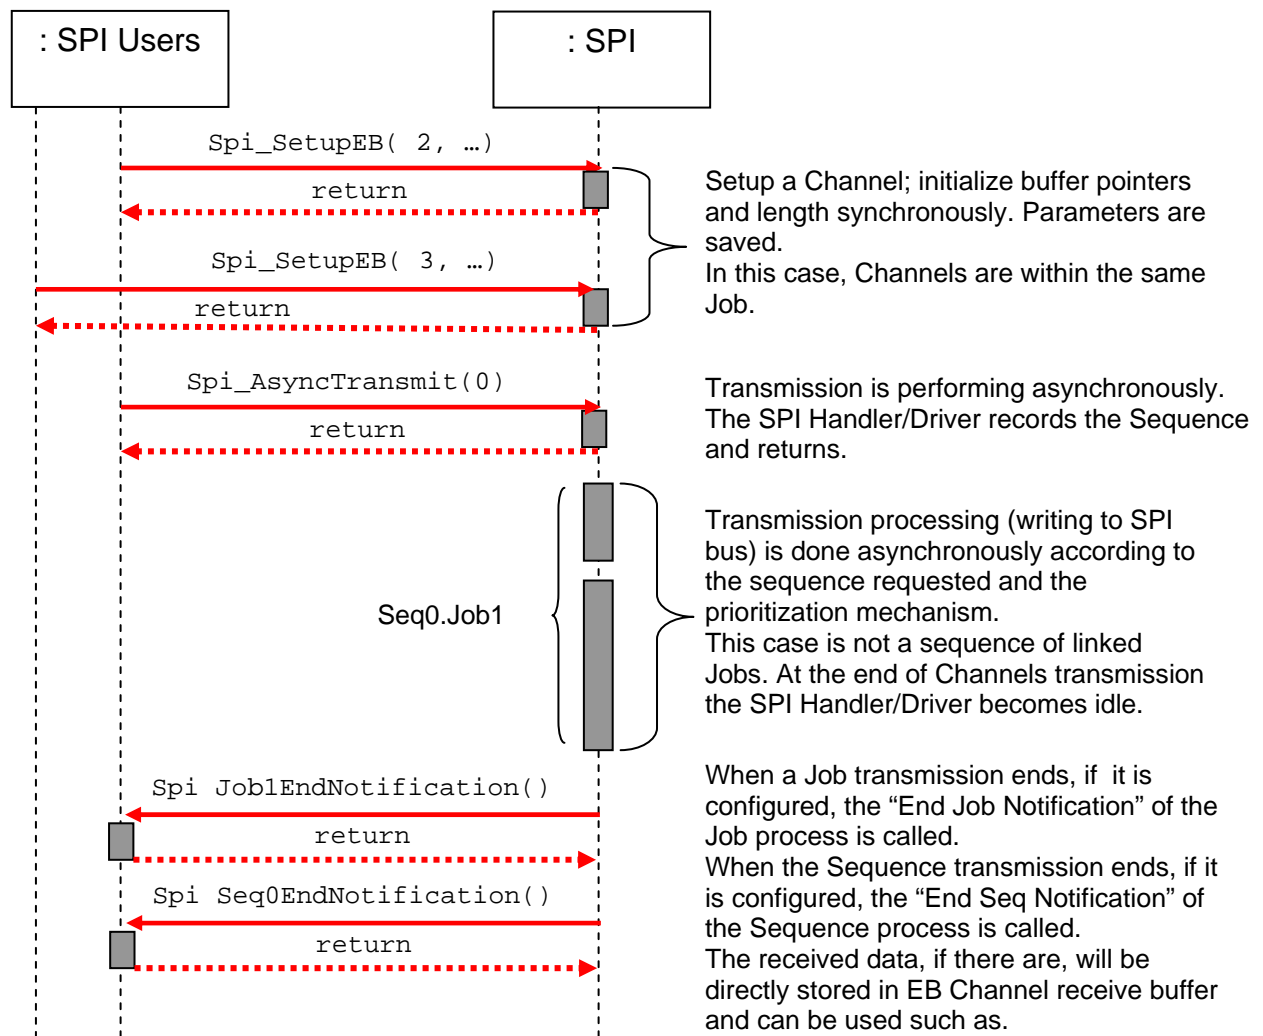 : SPI Users
: SPI
Spi_SetupEB( 2, …)
return
Setup a Channel; initialize buffer pointers
and length synchronously. Parameters are
saved.
In this case, Channels are within the same
Job.
Spi_SetupEB( 3, …)
return
Spi_AsyncTransmit(0)
return
Transmission is performing asynchronously.
The SPI Handler/Driver records the Sequence
and returns.
Seq0.Job1
Transmission processing (writing to SPI
bus) is done asynchronously according to
the sequence requested and the
prioritization mechanism.
This case is not a sequence of linked
Jobs. At the end of Channels transmission
the SPI Handler/Driver becomes idle.
Spi Job1EndNotification()
return
Spi Seq0EndNotification()
return
When a Job transmission ends, if it is
configured, the “End Job Notification” of the
Job process is called.
When the Sequence transmission ends, if it
is configured, the “End Seq Notification” of
the Sequence process is called.
The received data, if there are, will be
directly stored in EB Channel receive buffer
and can be used such as.